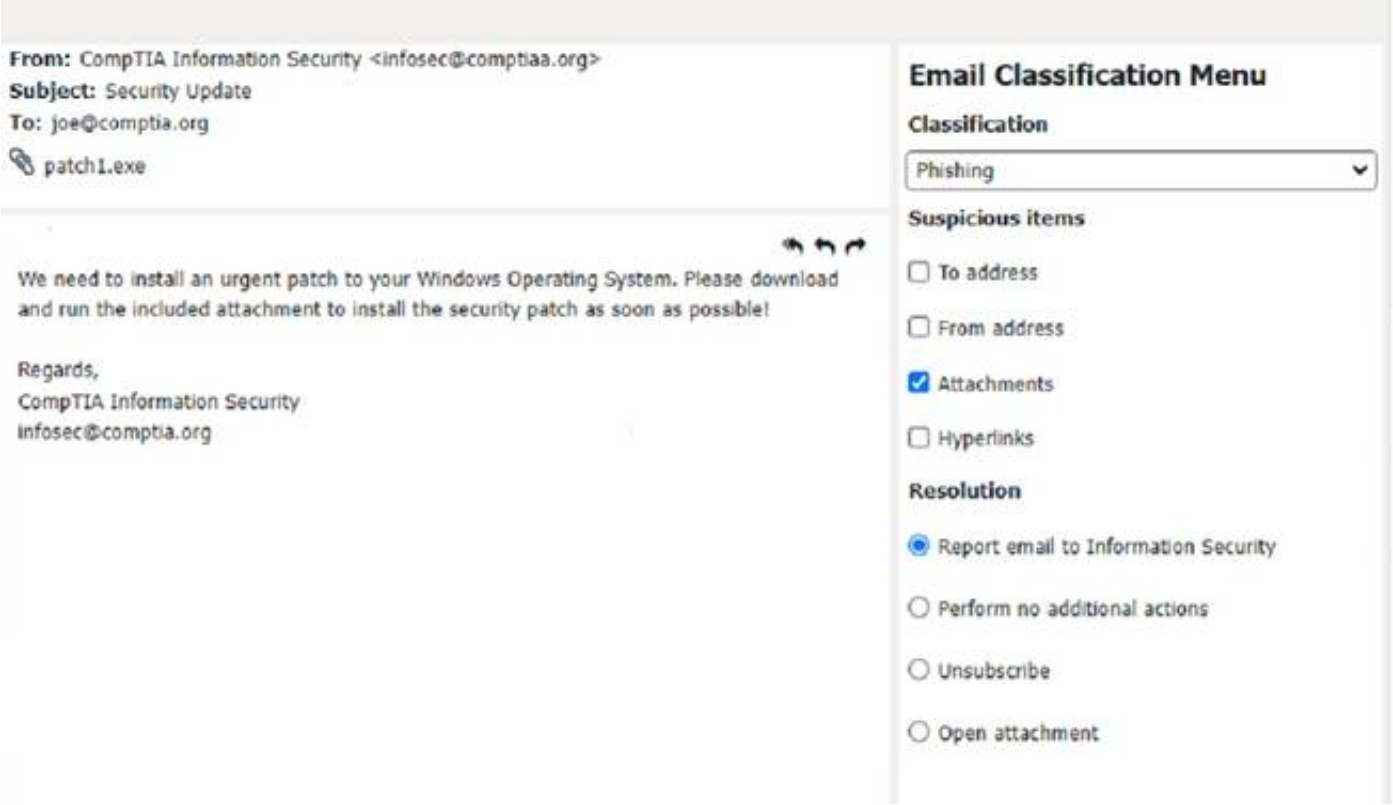 From: CompTIA Information Security <infosec@comptiaa.org>
Subject: Security Update
To: joe@comptia.org
patch1.exe
We need to install an urgent patch to your Windows Operating System. Please download
and run the included attachment to install the security patch as soon as possible!
Regards,
CompTIA Information Security
infosec@comptia.org
Email Classification Menu
Classification
Phishing
Suspicious items
To address
From address
Attachments
Hyperlinks
Resolution
Report email to Information Security
Perform no additional actions
Unsubscribe
Open attachment